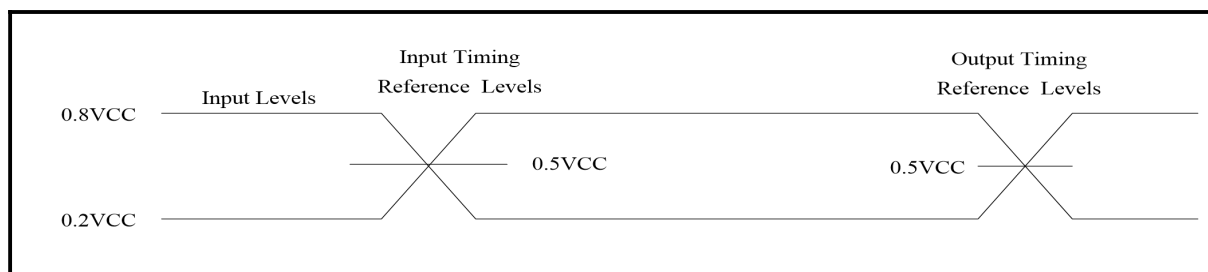 Input Timing
Reference Levels
Output Timing
Reference Levels
Input Levels
0.8VCC
0.5VCC
0.5VCC
0.2VCC